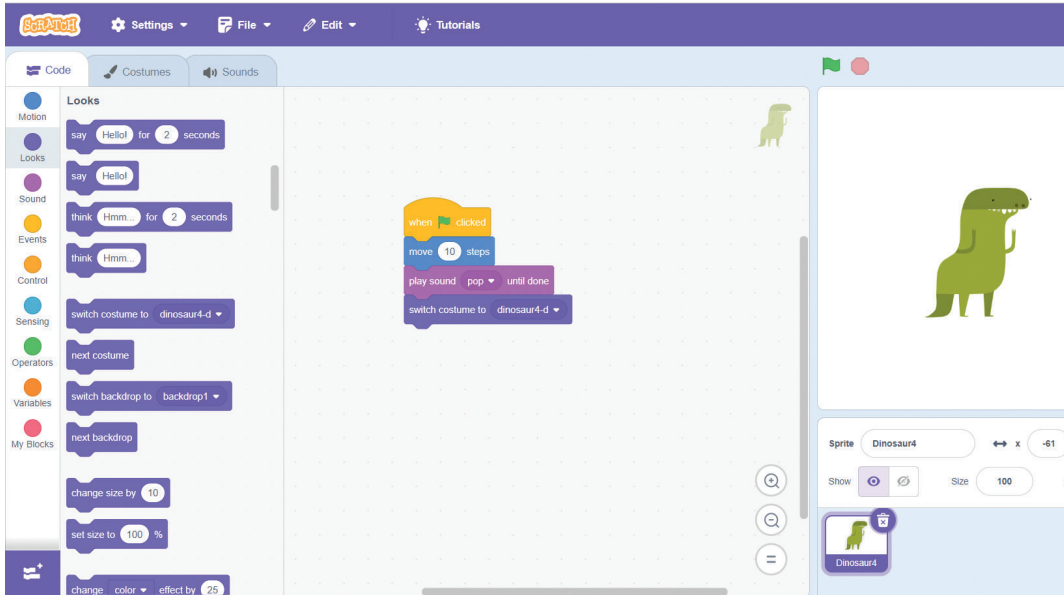 SCRATCH Settings File Edit Tutorials
Code Costumes Sounds
Motion
Looks
Sound
Events
Control
Sensing
Operators
Variables
My Blocks
Looks
say Hello! for 2 seconds
say Hello!
think Hmm... for 2 seconds
think Hmm...
switch costume to dinosaur4-d
next costume
switch backdrop to backdrop1
next backdrop
change size by 10
set size to 100 %
change color effect by 25
when clicked
move 10 steps
play sound pop until done
switch costume to dinosaur4-d
Sprite Dinosaur4 x -61
Show Size 100
Dinosaur4